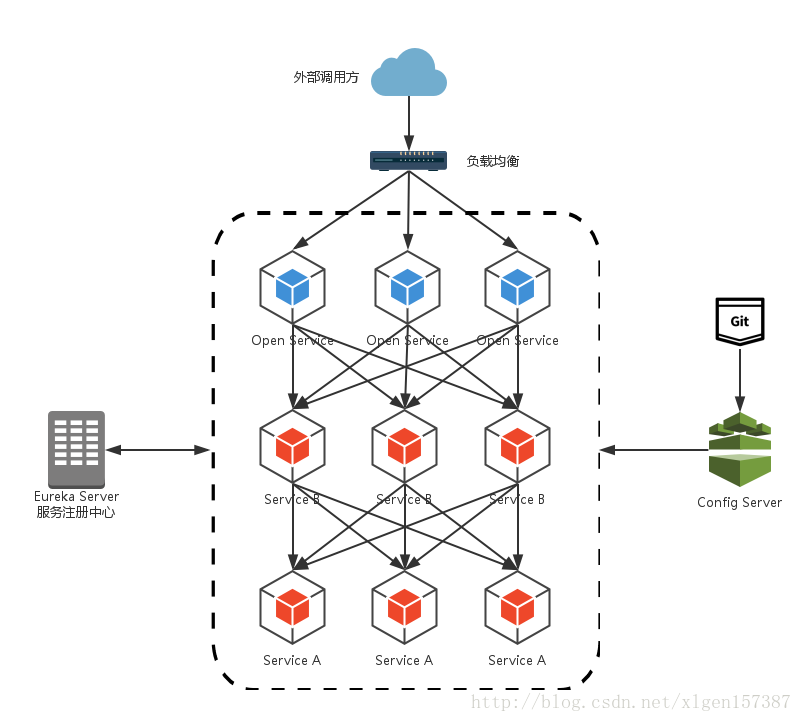 外部调用方
负载均衡
Open Service
Open Service
Open Service
Git
Eureka Server
服务注册中心
Service B
Service B
Service B
Config Server
Service A
Service A
Service A
http://blog.csdn.net/xlgen157387